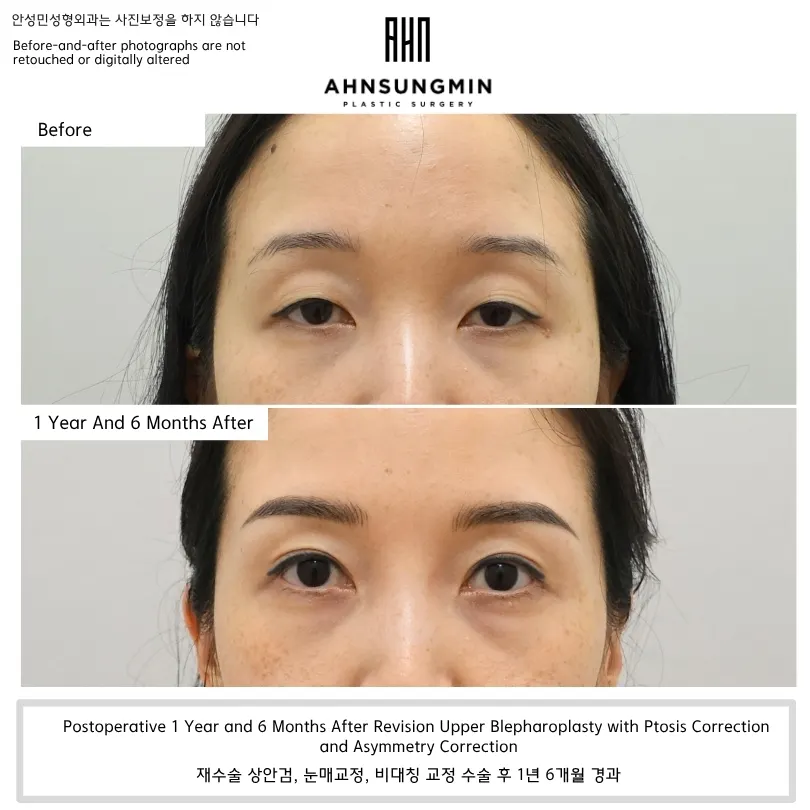 안성민성형외과는 사진보정을 하지 않습니다
Before-and-after photographs are not
retouched or digitally altered
AHN
AHNSUNGMIN
PLASTIC SURGERY
Before
1 Year And 6 Months After
Postoperative 1 Year and 6 Months After Revision Upper Blepharoplasty with Ptosis Correction
and Asymmetry Correction
재수술 상안검, 눈매교정, 비대칭 교정 수술 후 1년 6개월 경과